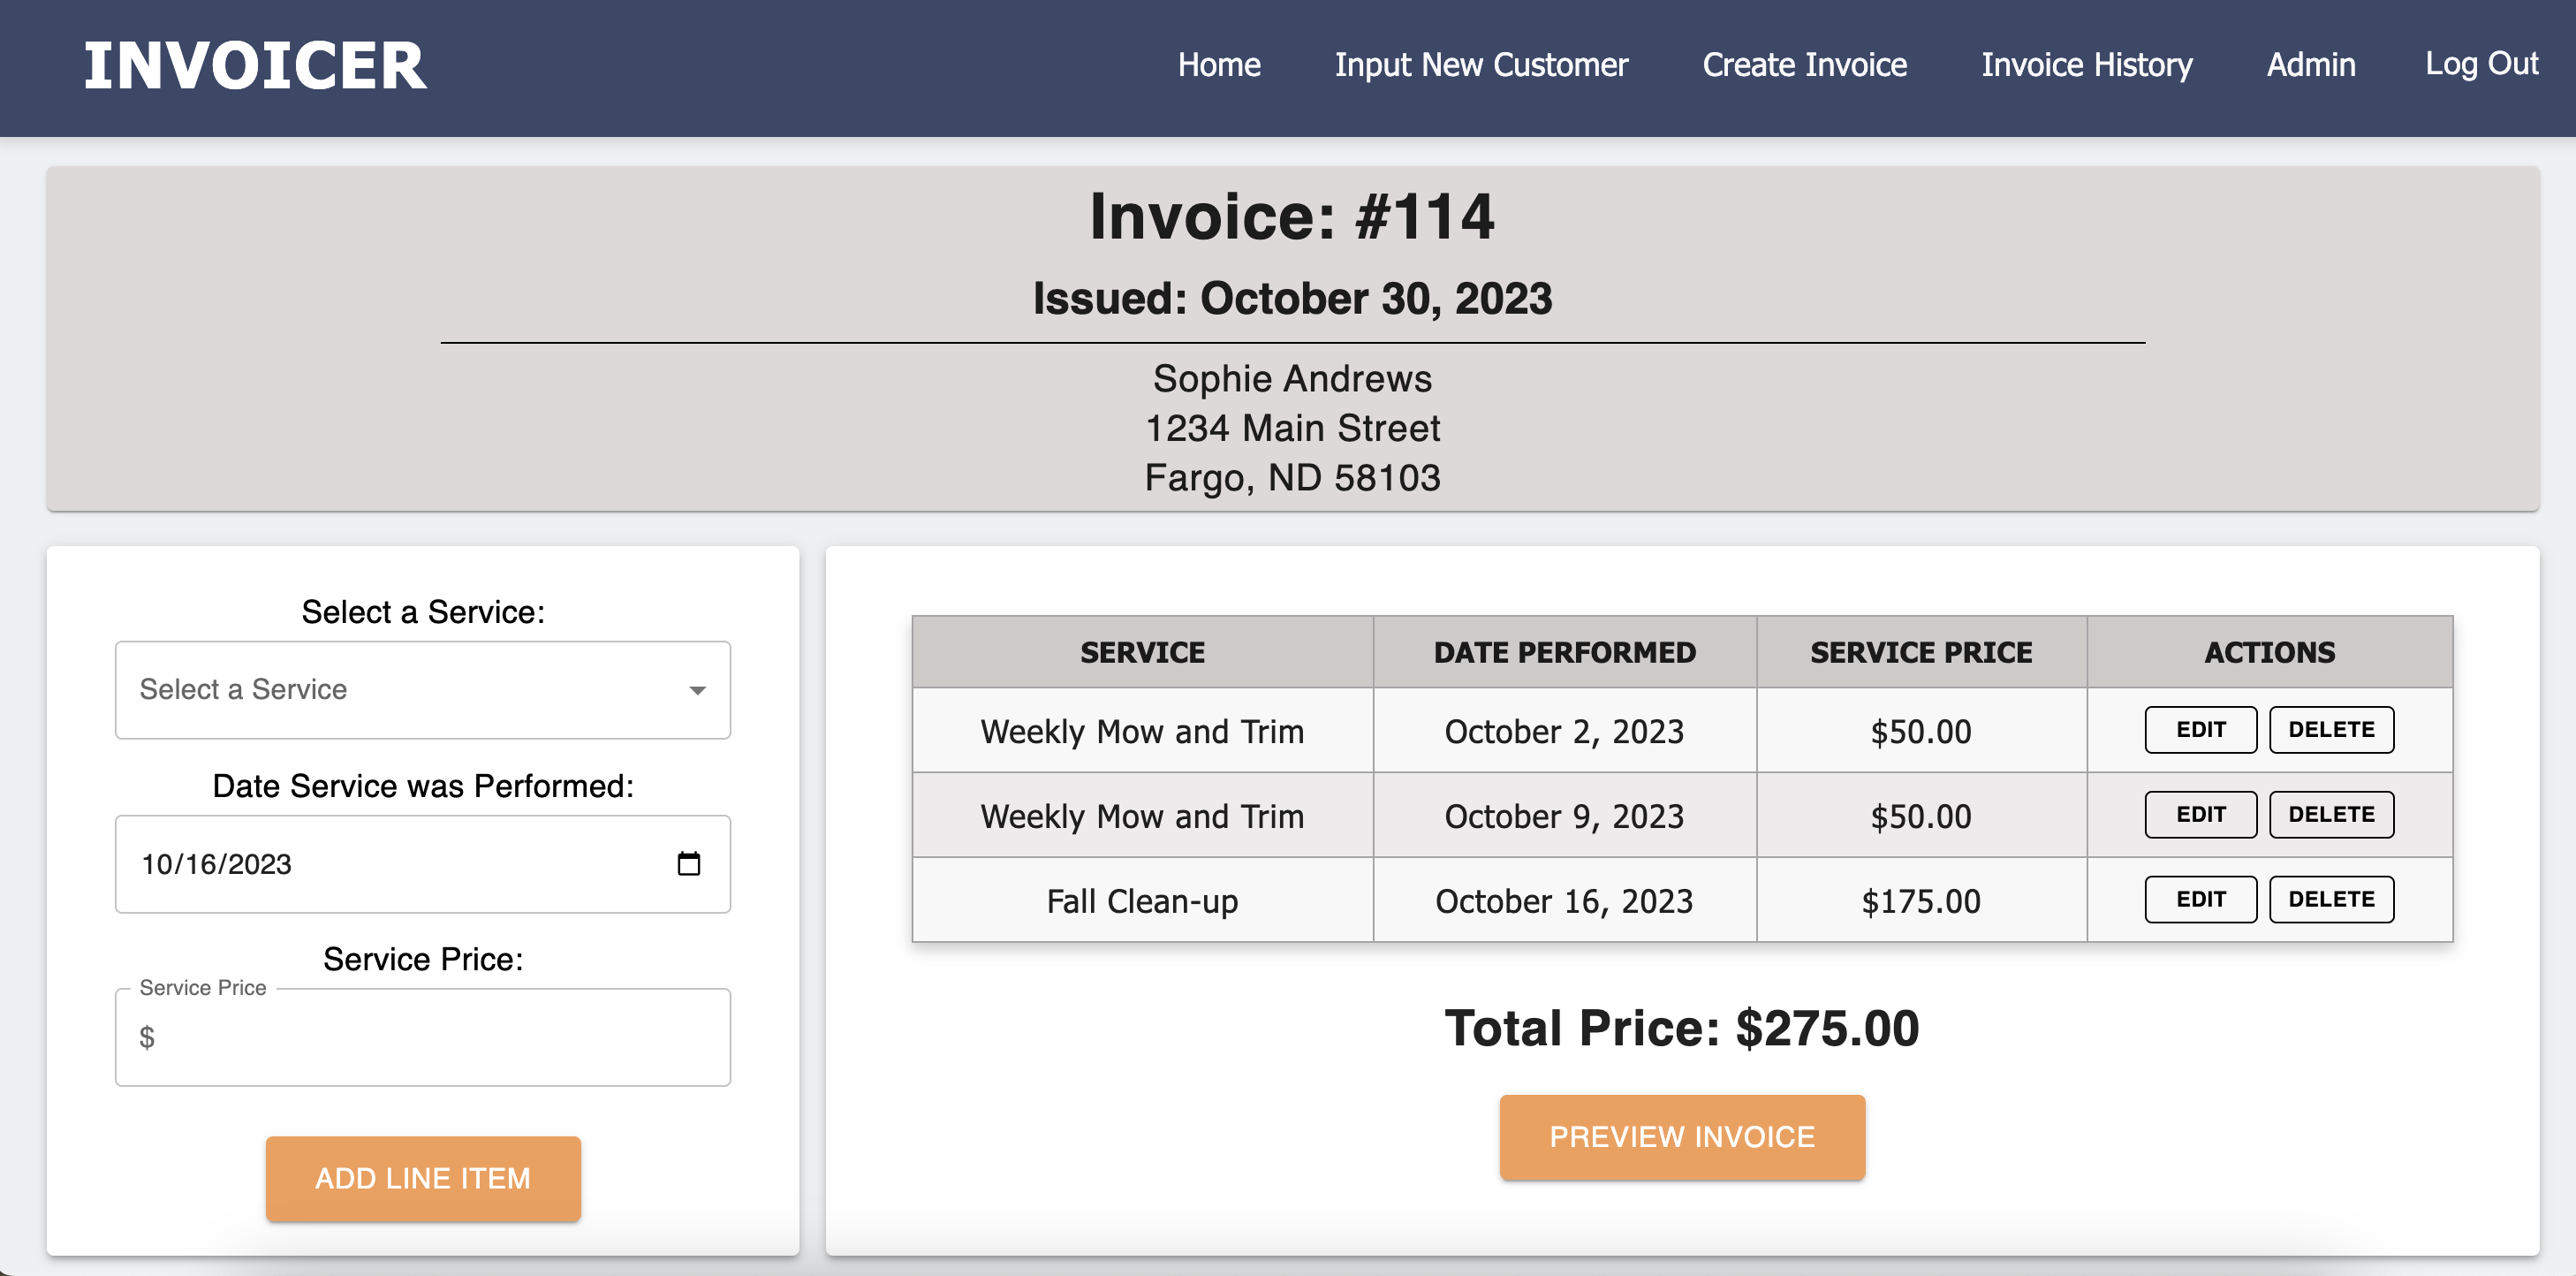 INVOICER
Home Input New Customer Create Invoice Invoice History Admin Log Out
Invoice: #114
Issued: October 30, 2023
Sophie Andrews
1234 Main Street
Fargo, ND 58103
Select a Service:
Select a Service
Date Service was Performed:
10/16/2023
Service Price:
Service Price
$
ADD LINE ITEM
SERVICE DATE PERFORMED SERVICE PRICE ACTIONS
Weekly Mow and Trim October 2, 2023 $50.00 EDIT DELETE
Weekly Mow and Trim October 9, 2023 $50.00 EDIT DELETE
Fall Clean-up October 16, 2023 $175.00 EDIT DELETE
Total Price: $275.00
PREVIEW INVOICE